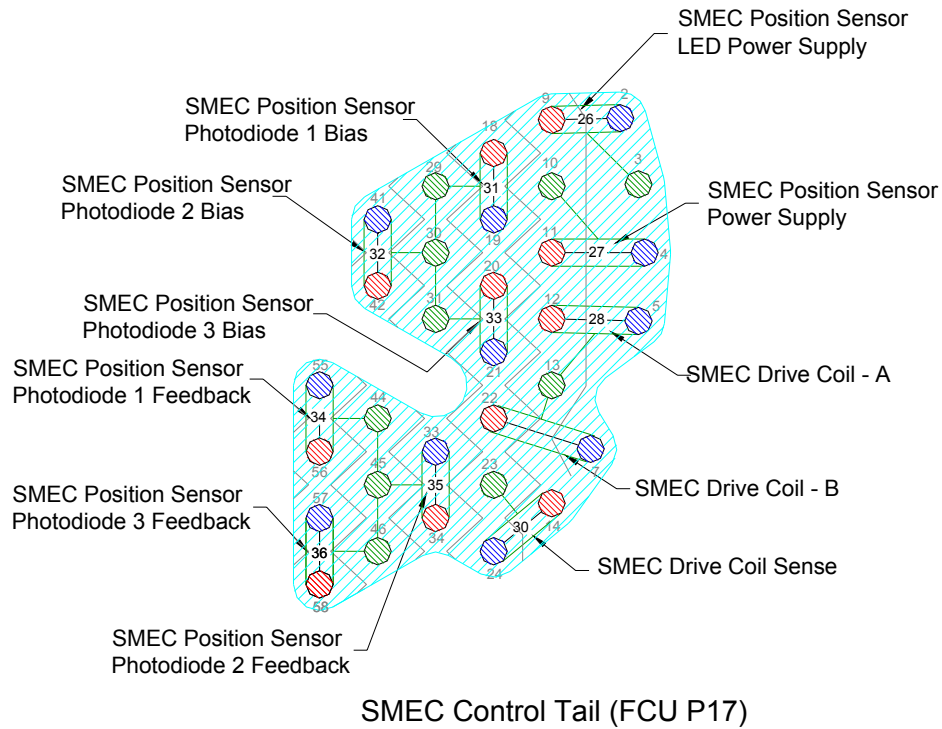 SMEC Position Sensor
LED Power Supply
SMEC Position Sensor
Photodiode 1 Bias
SMEC Position Sensor
Photodiode 2 Bias
SMEC Position Sensor
Power Supply
SMEC Position Sensor
Photodiode 3 Bias
SMEC Position Sensor
Photodiode 1 Feedback
SMEC Drive Coil - A
SMEC Position Sensor
Photodiode 3 Feedback
SMEC Drive Coil - B
SMEC Drive Coil Sense
SMEC Position Sensor
Photodiode 2 Feedback
9
2
26
18
10
3
29
31
41
30
19
11
27
4
32
42
20
31
33
12
28
5
21
13
55
44
22
34
33
7
56
45
23
57
35
34
14
46
30
36
24
58
SMEC Control Tail (FCU P17)